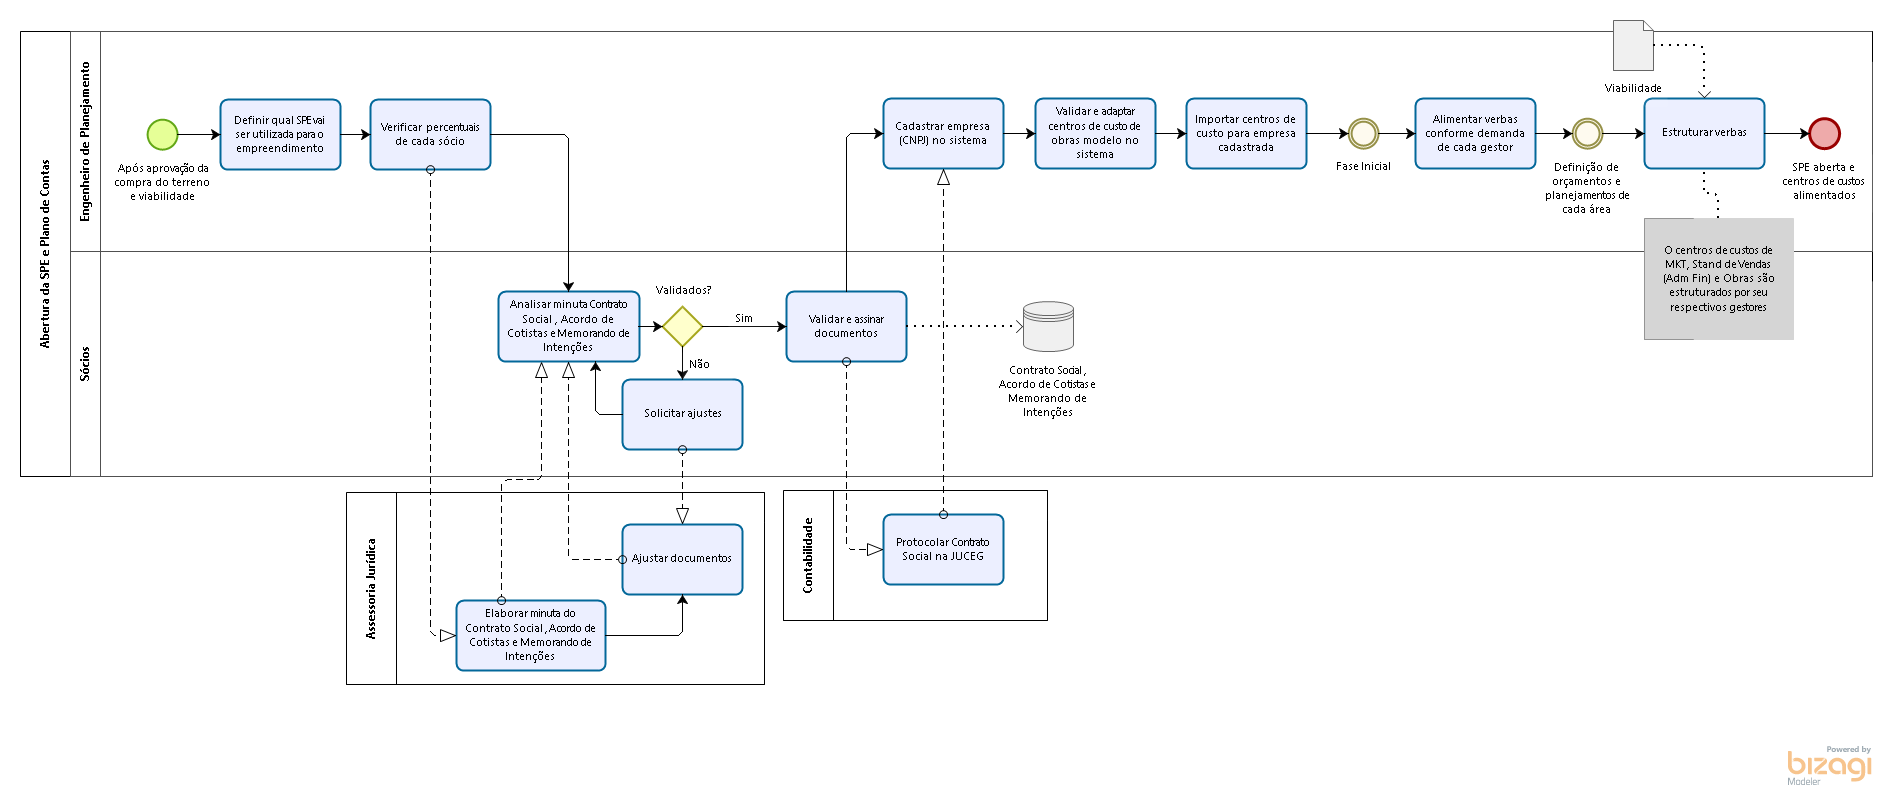 Abertura da SPE e Plano de Contas
Engenheiro de Planejamento
Após aprovação da
compra do terreno
e viabilidade
Definir qual SPE vai
ser utilizada para o
empreendimento
Verificar percentuais
de cada sócio
Cadastrar empresa
(CNPJ) no sistema
Validar e adaptar
centros de custo de
obras modelo no
sistema
Importar centros de
custo para empresa
cadastrada
Fase Inicial
Alimentar verbas
conforme demanda
de cada gestor
Definição de
orçamentos e
planejamentos de
cada área
Viabilidade
Estruturar verbas
SPE aberta e
centros de custos
alimentados
O centros de custos de
MKT, Stand de Vendas
(Adm Fin) e Obras são
estruturados por seu
respectivos gestores
Sócios
Analisar minuta Contrato
Social , Acordo de
Cotistas e Memorando de
Intenções
Validados?
Sim
Não
Solicitar ajustes
Validar e assinar
documentos
Contrato Social ,
Acordo de Cotistas e
Memorando de
Intenções
Assessoria Jurídica
Ajustar documentos
Elaborar minuta do
Contrato Social , Acordo de
Cotistas e Memorando de
Intenções
Contabilidade
Protocolar Contrato
Social na JUCEG
Powered by
bizagi
Modeler